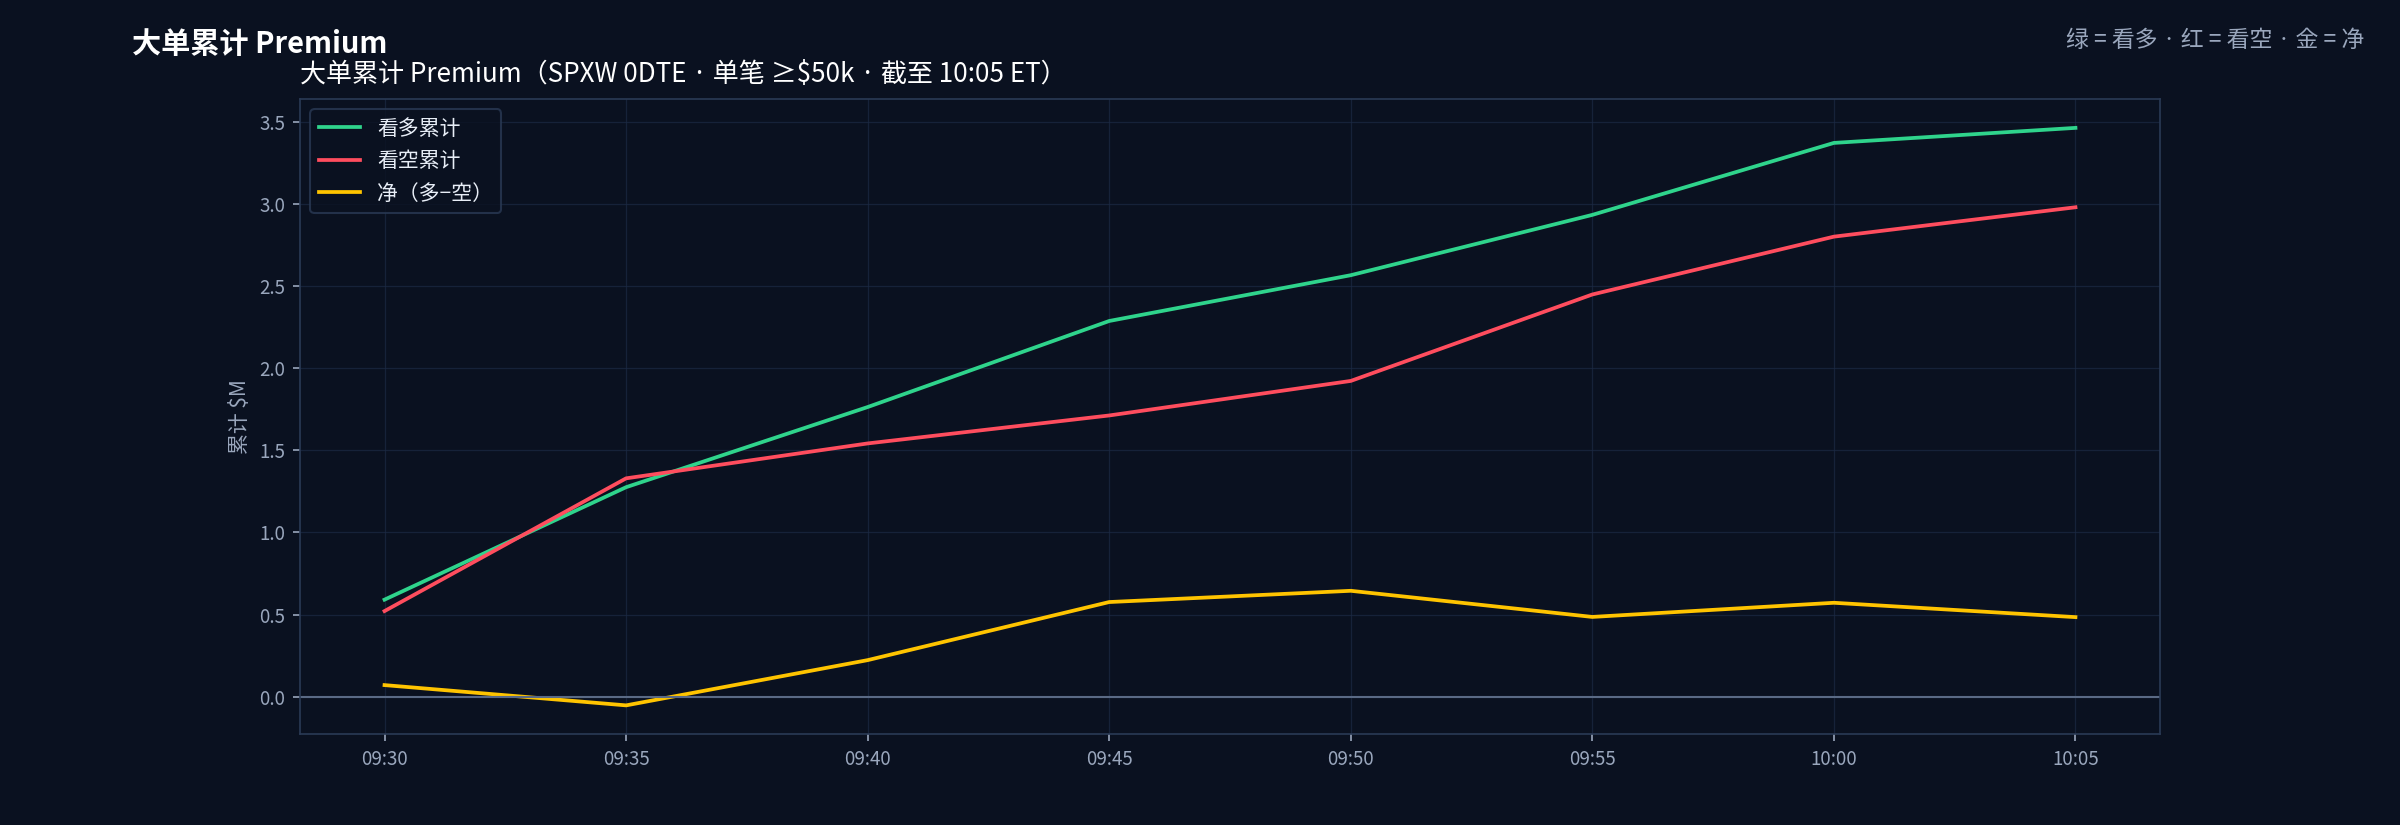 大单累计 Premium
绿 = 看多 · 红 = 看空 · 金 = 净
大单累计 Premium（SPXW 0DTE · 单笔 ≥$50k · 截至 10:05 ET）
看多累计
看空累计
净（多−空）
累计 $M
3.5
3.0
2.5
2.0
1.5
1.0
0.5
0.0
09:30
09:35
09:40
09:45
09:50
09:55
10:00
10:05